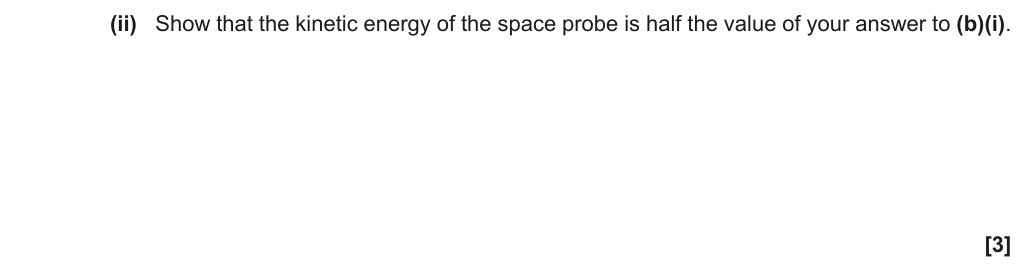 (ii) Show that the kinetic energy of the space probe is half the value of your answer to (b)(i).
[3]